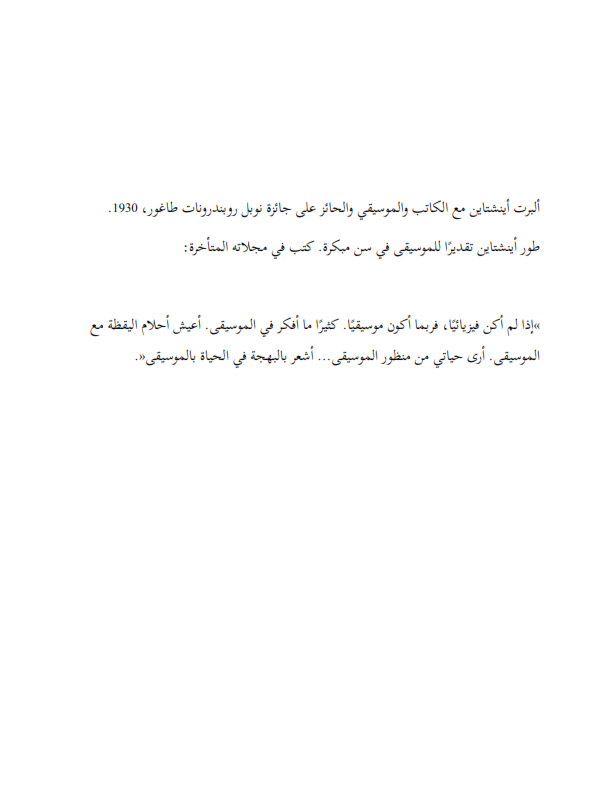 ألبرت أينشتاين مع الكاتب والموسيقي والحائز على جائزة نوبل روبندرونات طاغور، 1930.
طور أينشتاين تقديرًا للموسيقى في سن مبكرة. كتب في مجلاته المتأخرة:
»إذا لم أكن فيزيائيًا، فربما أكون موسيقيًا. كثيرًا ما أفكر في الموسيقى. أعيش أحلام اليقظة مع
الموسيقى. أرى حياتي من منظور الموسيقى... أشعر بالبهجة في الحياة بالموسيقى«.